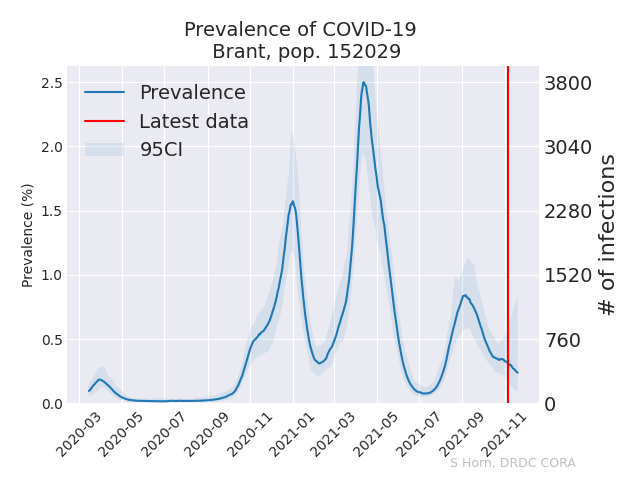 Prevalence of COVID-19
Brant, pop. 152029
Prevalence
Latest data
95CI
Prevalence (%)
2.5
2.0
1.5
1.0
0.5
0.0
3800
3040
2280
1520
760
0
# of infections
2020-03
2020-05
2020-07
2020-09
2020-11
2021-01
2021-03
2021-05
2021-07
2021-09
2021-11
S Horn, DRDC CORA